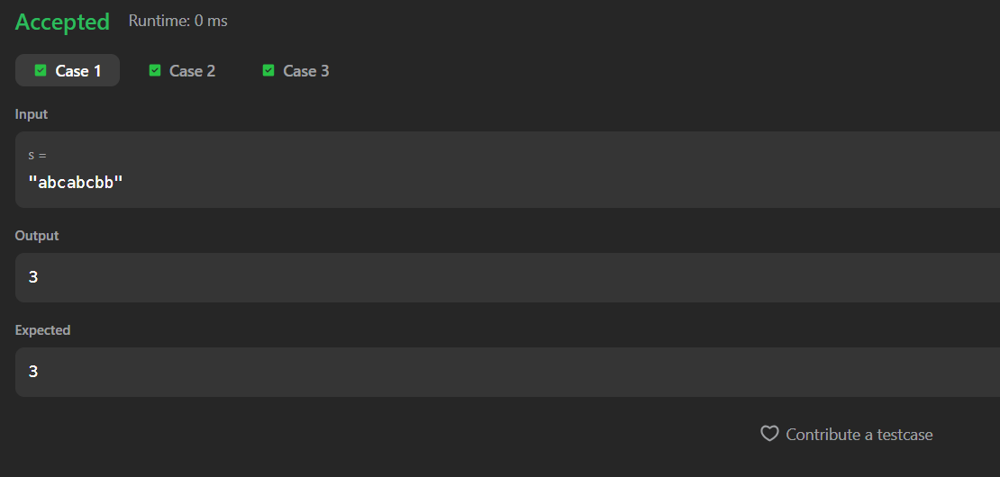 Accepted Runtime: 0 ms
Case 1 Case 2 Case 3
Input
s =
"abcabcbb"
Output
3
Expected
3
Contribute a testcase